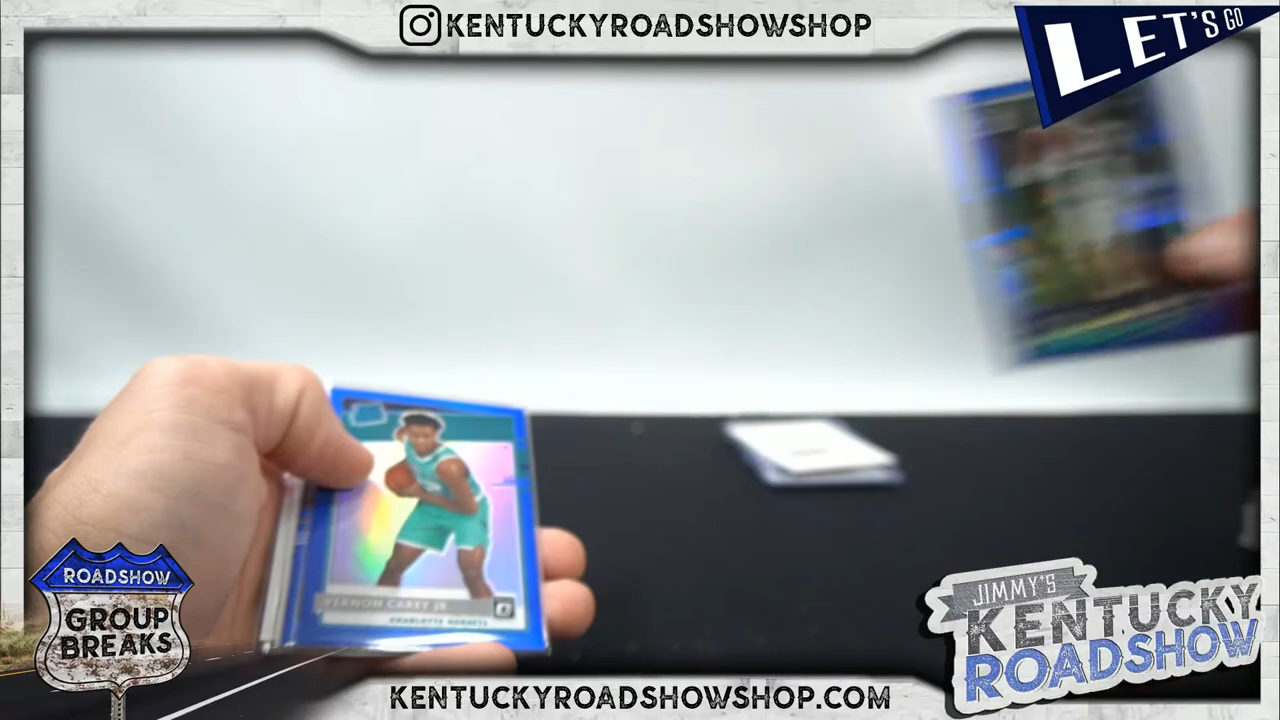 KENTUCKYROADSHOWSHOP
LET'S GO
VERNON CAREY JR.
CHARLOTTE HORNETS
ROADSHOW
GROUP
BREAKS
JIMMY'S
KENTUCKY
ROADSHOW
KENTUCKYROADSHOWSHOP.COM